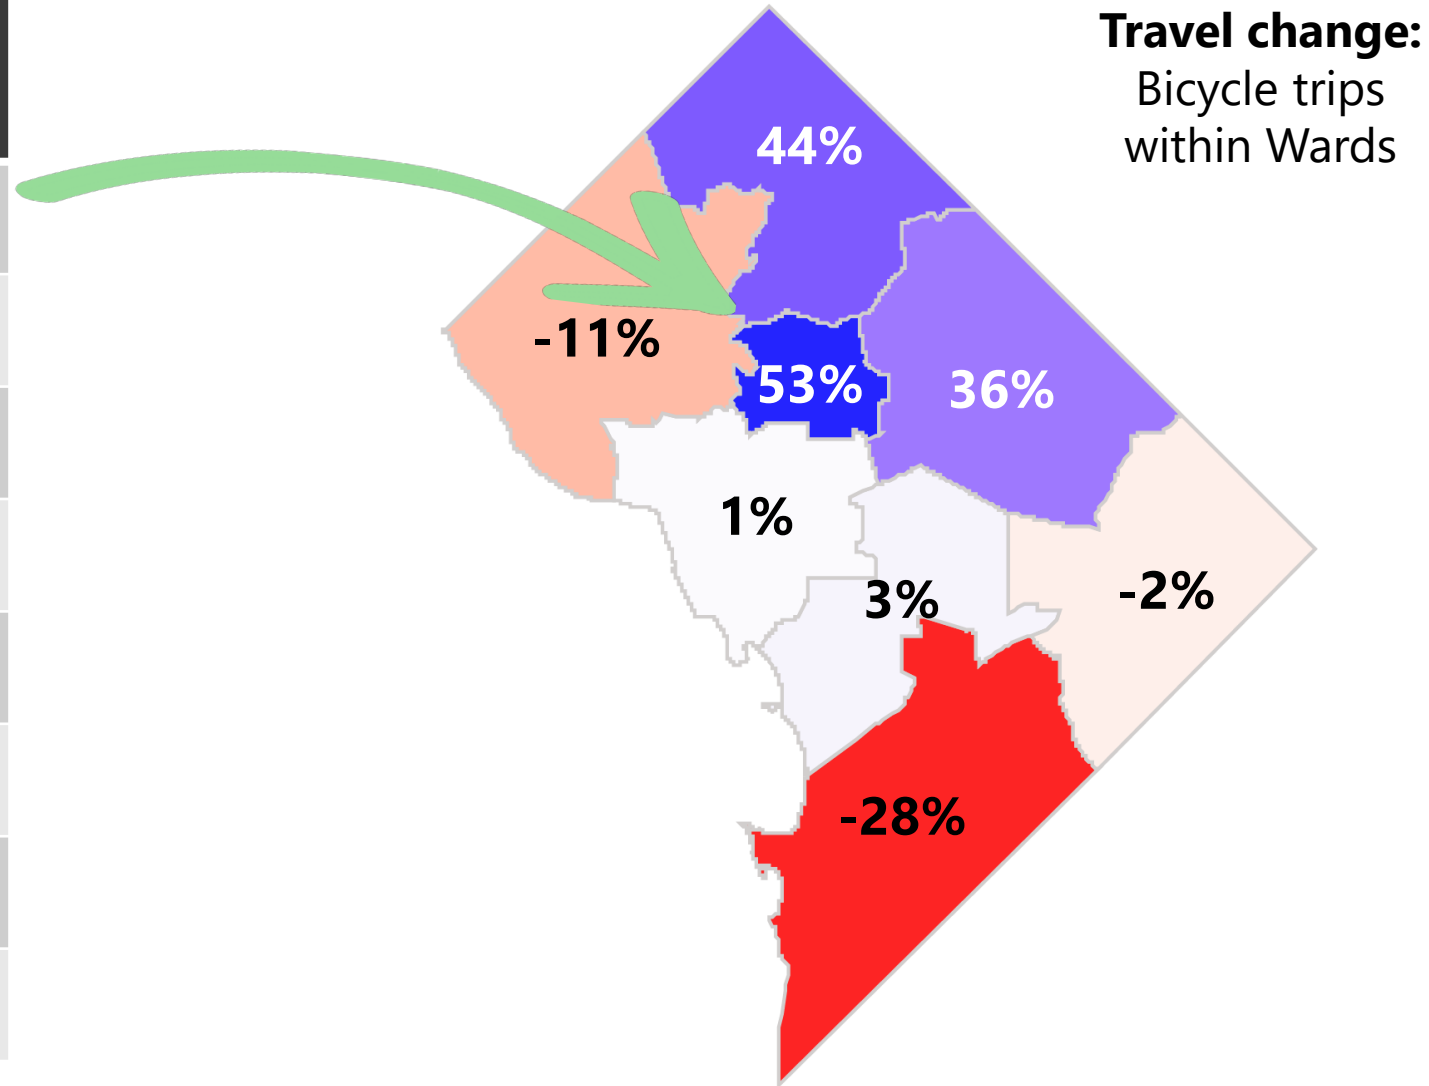 Travel change:
Bicycle trips
within Wards
44%
-11%
53%
36%
1%
3%
-2%
-28%